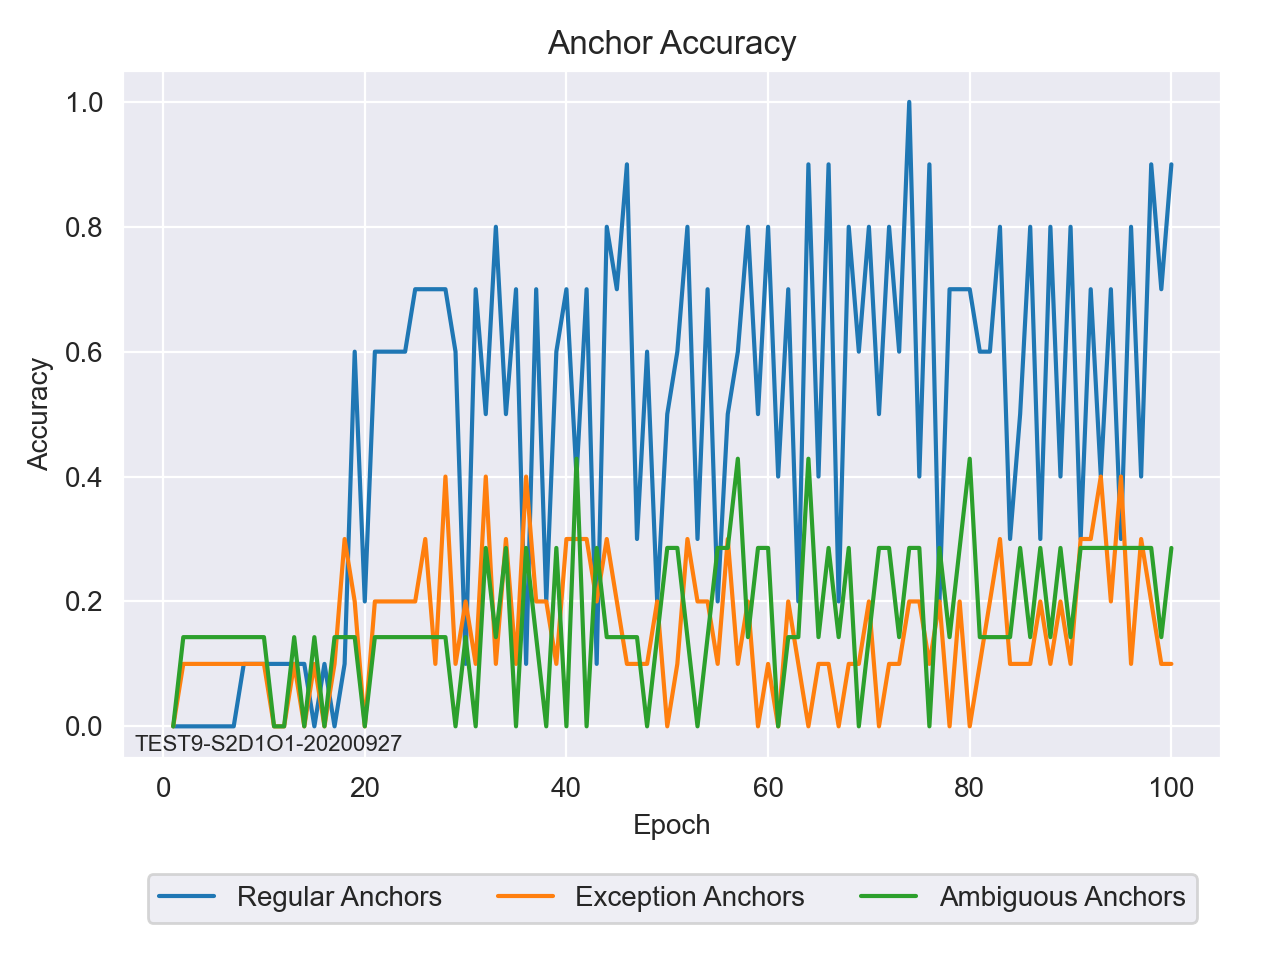 Anchor Accuracy
1.0
0.8
0.6
0.4
0.2
0.0
Accuracy
TEST9-S2D1O1-20200927
0 20 40 60 80 100
Epoch
Regular Anchors Exception Anchors Ambiguous Anchors